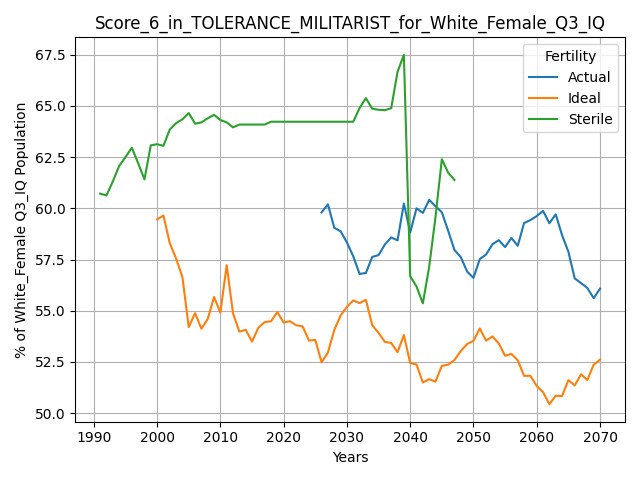 Score_6_in_TOLERANCE_MILITARIST_for_White_Female_Q3_IQ
% of White_Female Q3_IQ Population
67.5
65.0
62.5
60.0
57.5
55.0
52.5
50.0
Fertility
Actual
Ideal
Sterile
1990 2000 2010 2020 2030 2040 2050 2060 2070
Years